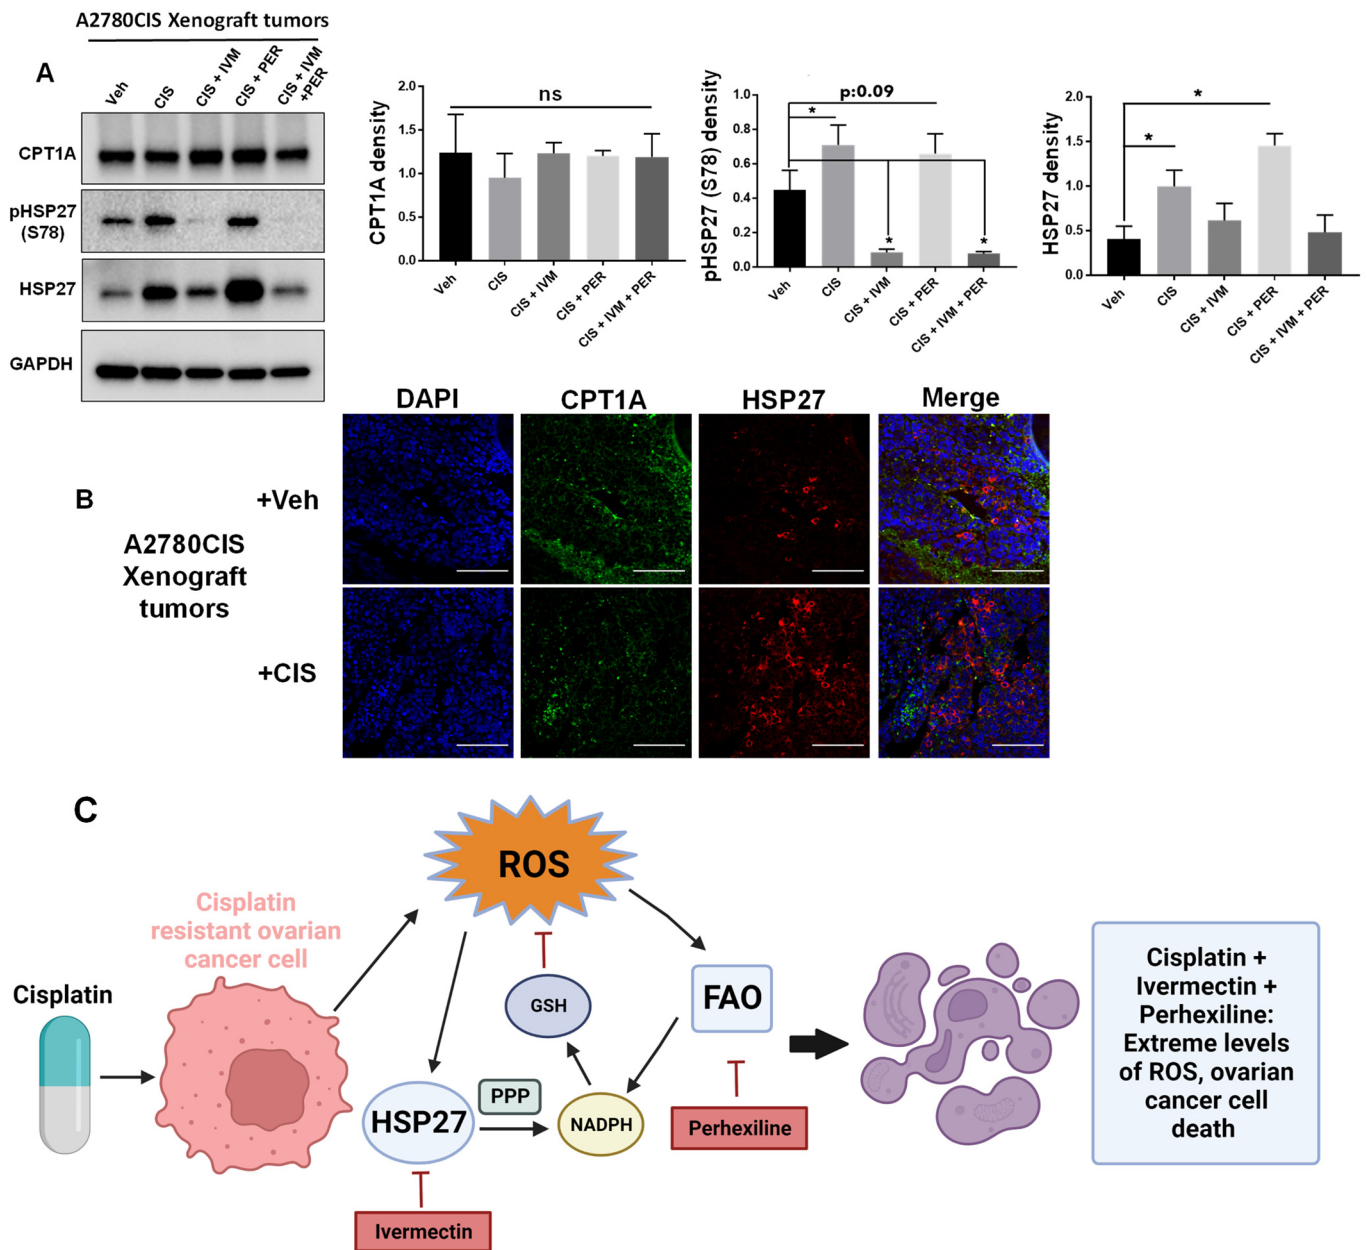 A2780CIS Xenograft tumors
A
Veh
CIS
CIS + IVM
CIS + PER
CIS + IVM
+PER
CPT1A
pHSP27
(S78)
HSP27
GAPDH
CPT1A density
2.0
1.5
1.0
0.5
0.0
ns
Veh
CIS
CIS + IVM
CIS + PER
CIS + IVM + PER
pHSP27 (S78) density
1.0
0.8
0.6
0.4
0.2
0.0
p:0.09
*
*
*
Veh
CIS
CIS + IVM
CIS + PER
CIS + IVM + PER
HSP27 density
2.0
1.5
1.0
0.5
0.0
*
*
Veh
CIS
CIS + IVM
CIS + PER
CIS + IVM + PER
B
DAPI
CPT1A
HSP27
Merge
+Veh
A2780CIS
Xenograft
tumors
+CIS
C
Cisplatin
Cisplatin
resistant ovarian
cancer cell
ROS
GSH
FAO
HSP27
PPP
NADPH
Perhexiline
Ivermectin
Cisplatin +
Ivermectin +
Perhexiline:
Extreme levels
of ROS, ovarian
cancer cell
death